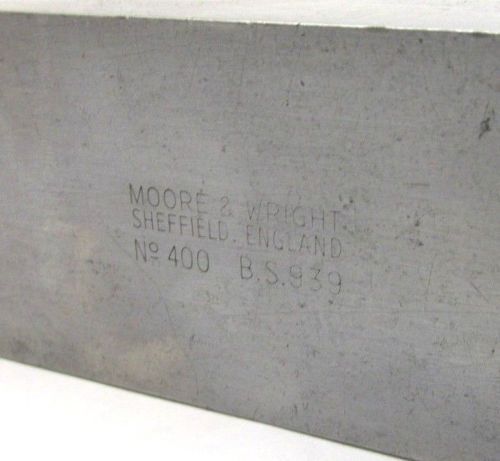 MOORE & WRIGHT
SHEFFIELD. ENGLAND
Nº 400 B.S.939